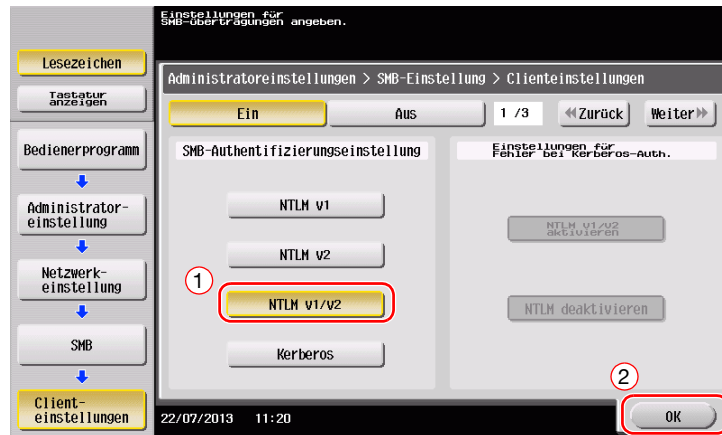 Einstellungen für
SMB-Übertragungen angeben.
Lesezeichen
Tastatur
anzeigen
Bedienerprogramm
Administrator-
einstellung
Netzwerk-
einstellung
SMB
Client-
einstellungen
Administratoreinstellungen > SMB-Einstellung > Clienteinstellungen
Ein Aus 1 /3 Zurück Weiter
SMB-Authentifizierungseinstellung
NTLM v1
NTLM v2
1
NTLM v1/v2
Kerberos
Einstellungen für
Fehler bei Kerberos-Auth.
NTLM v1/v2
aktivieren
NTLM deaktivieren
2
22/07/2013 11:20
OK